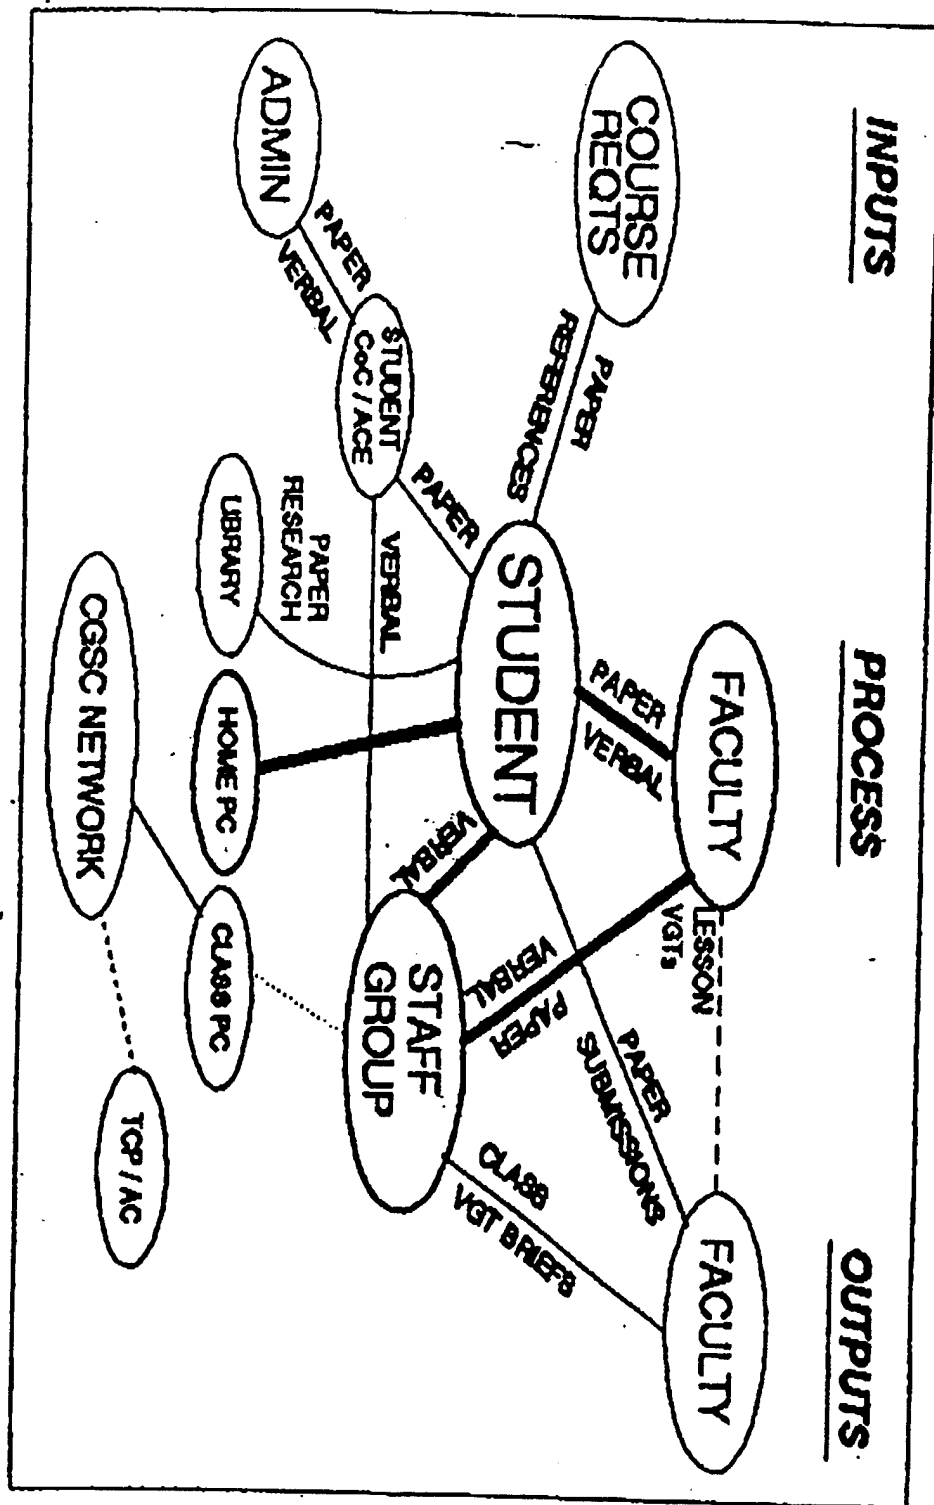 INPUTS
PROCESS
OUTPUTS
COURSE
REQTS
PAPER
REFERENCES
ADMIN
PAPER
VERBAL
STUDENT
CoC / ACE
PAPER
VERBAL
STUDENT
FACULTY
PAPER
VERBAL
LESSON
VGTs
FACULTY
VERBAL
PAPER
PAPER
SUBMISSIONS
VERBAL
STAFF
GROUP
CLASS
VGT BRIEFS
PAPER
RESEARCH
LIBRARY
HOME PC
CLASS PC
CGSC NETWORK
TCP / AC